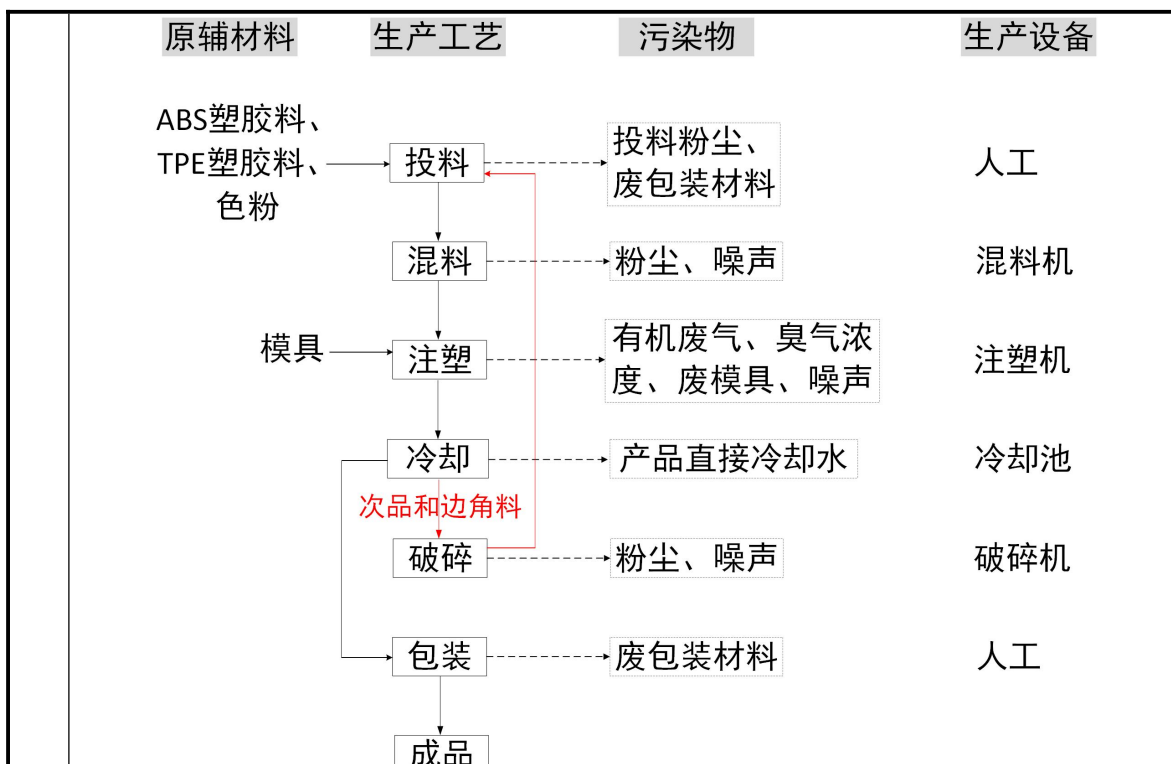 原辅材料 生产工艺 污染物 生产设备
ABS塑胶料、
TPE塑胶料、
色粉
投料
投料粉尘、
废包装材料
人工
混料
粉尘、噪声
混料机
模具
注塑
有机废气、臭气浓
度、废模具、噪声
注塑机
冷却
产品直接冷却水
冷却池
次品和边角料
破碎
粉尘、噪声
破碎机
包装
废包装材料
人工
成品